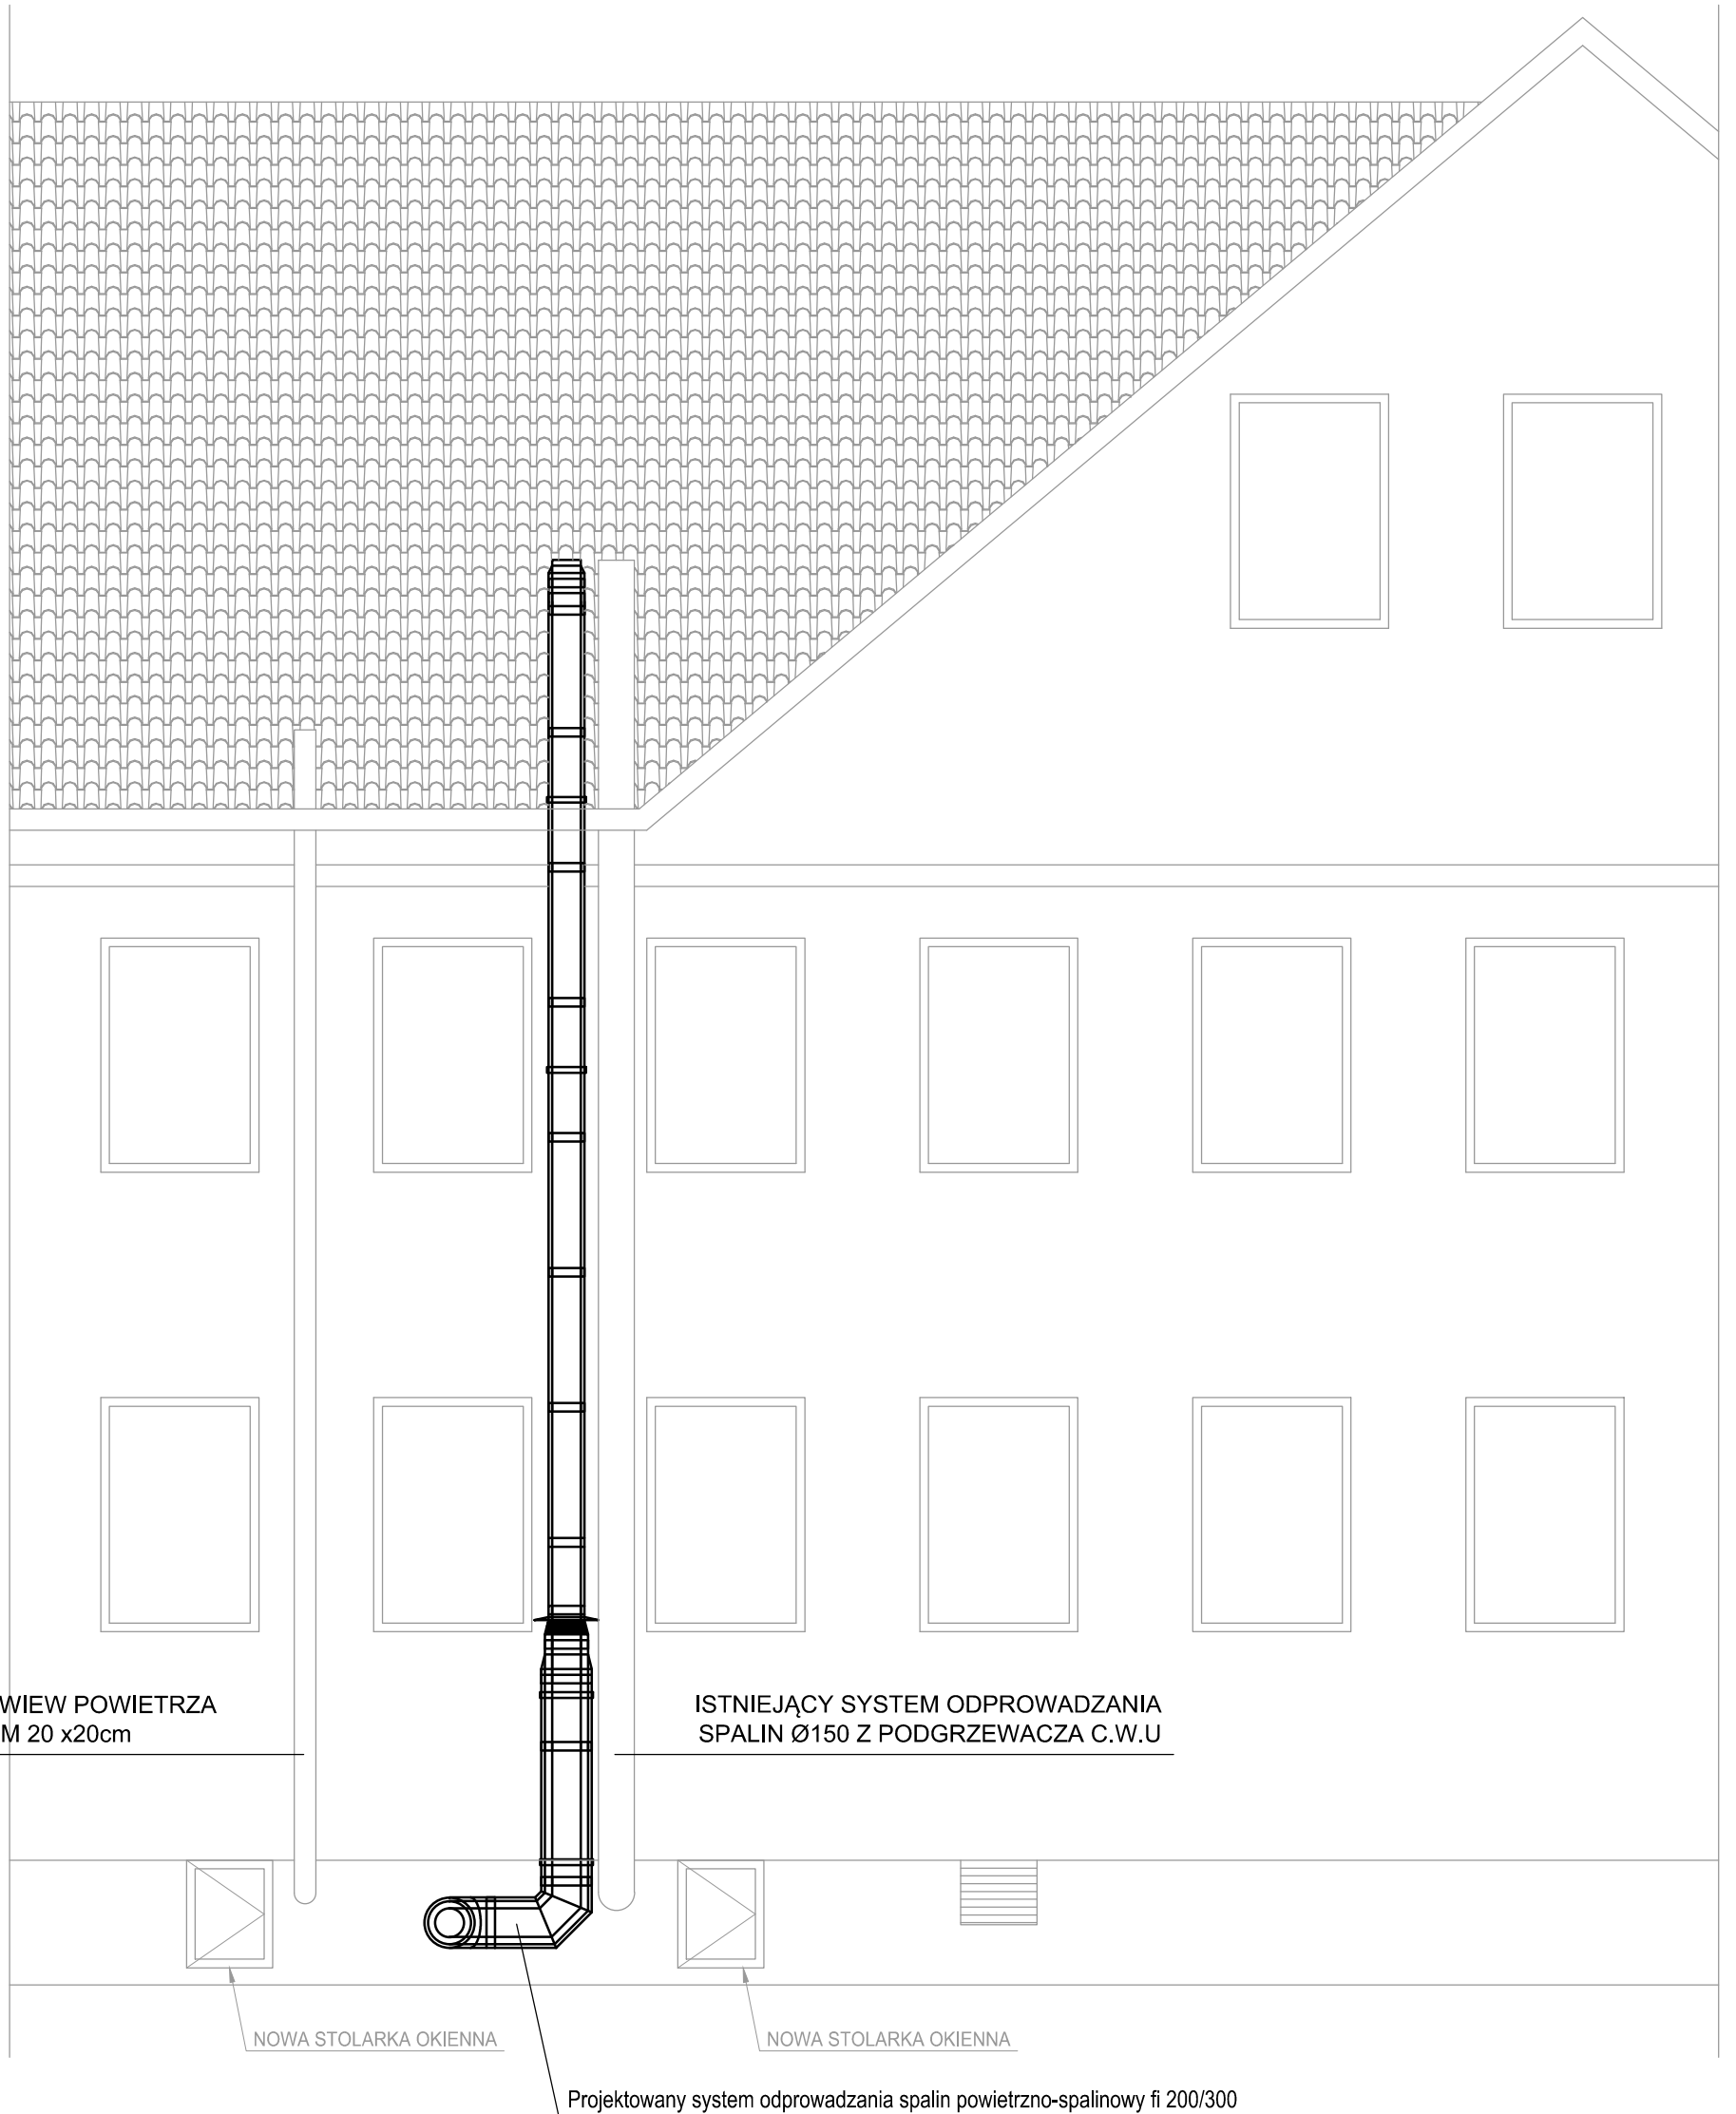 WIEW POWIETRZA
M 20 x20cm
ISTNIEJĄCY SYSTEM ODPROWADZANIA
SPALIN Ø150 Z PODGRZEWACZA C.W.U
NOWA STOLARKA OKIENNA
NOWA STOLARKA OKIENNA
Projektowany system odprowadzania spalin powietrzno-spalinowy fi 200/300